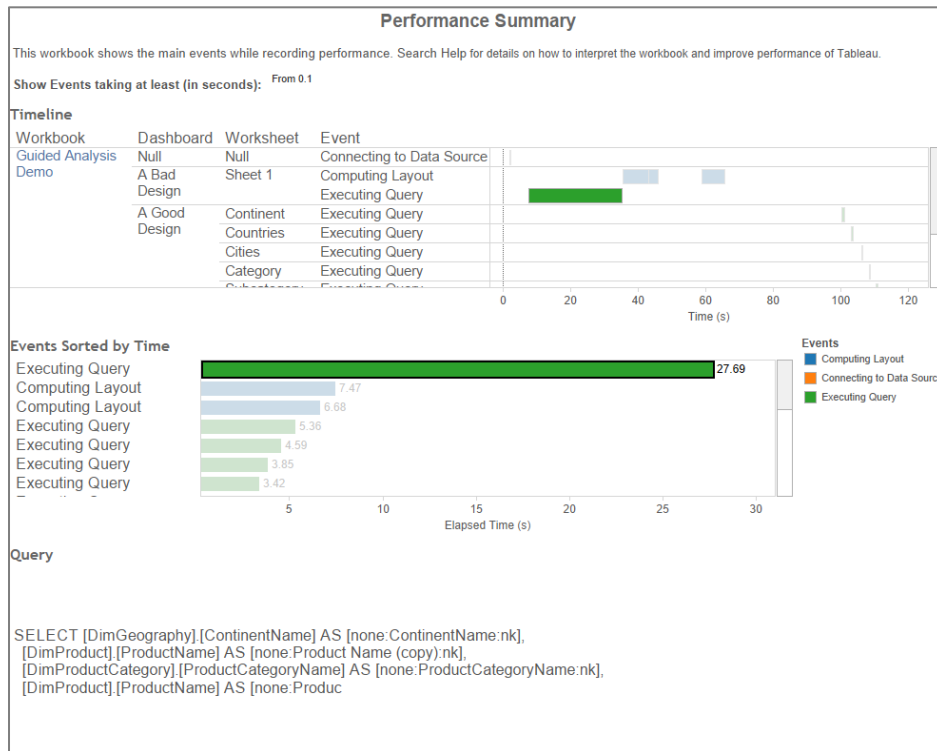 Performance Summary
This workbook shows the main events while recording performance. Search Help for details on how to interpret the workbook and improve performance of Tableau.
Show Events taking at least (in seconds): From 0.1
Timeline
Workbook Dashboard Worksheet Event
Guided Analysis Null Null Connecting to Data Source
Demo A Bad Sheet 1 Computing Layout
Design Executing Query
A Good Continent Executing Query
Design Countries Executing Query
Cities Executing Query
Category Executing Query
Subcategory Executing Query
0 20 40 60 80 100 120
Time (s)
Events Sorted by Time
Events
Executing Query 27.69
Computing Layout
Computing Layout 7.47
Connecting to Data Sourc
Computing Layout 6.68
Executing Query
Executing Query 5.36
Executing Query 4.59
Executing Query 3.85
Executing Query 3.42
5 10 15 20 25 30
Elapsed Time (s)
Query
SELECT [DimGeography].[ContinentName] AS [none:ContinentName:nk],
[DimProduct].[ProductName] AS [none:Product Name (copy):nk],
[DimProductCategory].[ProductCategoryName] AS [none:ProductCategoryName:nk],
[DimProduct].[ProductName] AS [none:Produc